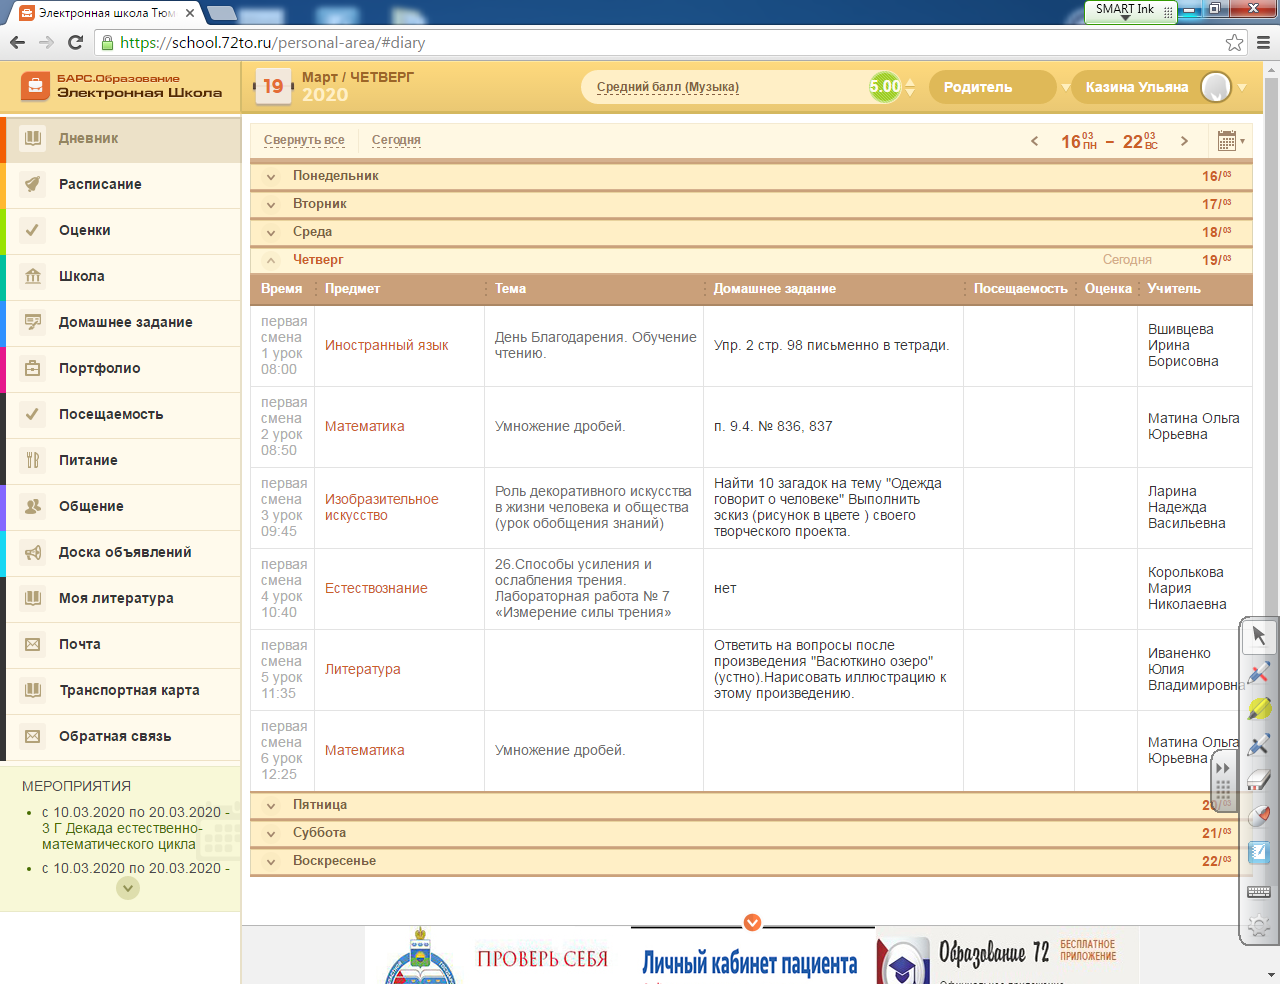 Электронная школа Тюм
SMART Ink
https://school.72to.ru/personal-area/#diary
БАРС.Образование
Электронная Школа
19
Март / ЧЕТВЕРГ
2020
Средний балл (Музыка)
5.00
Родитель
Казина Ульяна
Дневник
Расписание
Оценки
Школа
Домашнее задание
Портфолио
Посещаемость
Питание
Общение
Доска объявлений
Моя литература
Почта
Транспортная карта
Обратная связь
МЕРОПРИЯТИЯ
с 10.03.2020 по 20.03.2020 -
3 Г Декада естественно-
математического цикла
с 10.03.2020 по 20.03.2020 -
Свернуть все
Сегодня
16 03 ПН – 22 03 ВС
Понедельник 16/03
Вторник 17/03
Среда 18/03
Четверг Сегодня 19/03
Время Предмет Тема Домашнее задание Посещаемость Оценка Учитель
первая
смена
1 урок
08:00
Иностранный язык
День Благодарения. Обучение
чтению.
Упр. 2 стр. 98 письменно в тетради.
Вшивцева
Ирина
Борисовна
первая
смена
2 урок
08:50
Математика
Умножение дробей.
п. 9.4. № 836, 837
Матина Ольга
Юрьевна
первая
смена
3 урок
09:45
Изобразительное
искусство
Роль декоративного искусства
в жизни человека и общества
(урок обобщения знаний)
Найти 10 загадок на тему "Одежда
говорит о человеке" Выполнить
эскиз (рисунок в цвете ) своего
творческого проекта.
Ларина
Надежда
Васильевна
первая
смена
4 урок
10:40
Естествознание
26.Способы усиления и
ослабления трения.
Лабораторная работа № 7
«Измерение силы трения»
нет
Королькова
Мария
Николаевна
первая
смена
5 урок
11:35
Литература
Ответить на вопросы после
произведения "Васюткино озеро"
(устно).Нарисовать иллюстрацию к
этому произведению.
Иваненко
Юлия
Владимировна
первая
смена
6 урок
12:25
Математика
Умножение дробей.
Матина Ольга
Юрьевна
Пятница 20/03
Суббота 21/03
Воскресенье 22/03
ПРОВЕРЬ СЕБЯ
Личный кабинет пациента
Образование 72
БЕСПЛАТНОЕ
ПРИЛОЖЕНИЕ